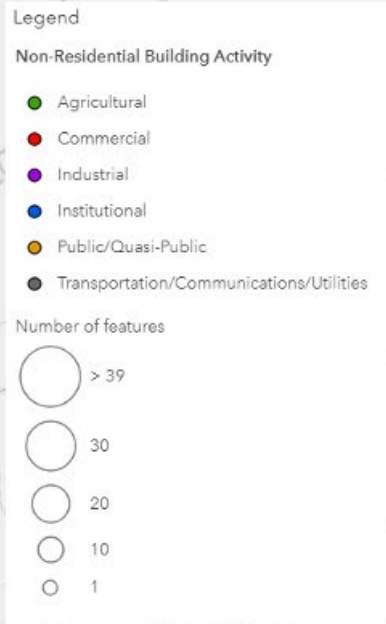 Legend
Non-Residential Building Activity
Agricultural
Commercial
Industrial
Institutional
Public/Quasi-Public
Transportation/Communications/Utilities
Number of features
> 39
30
20
10
1